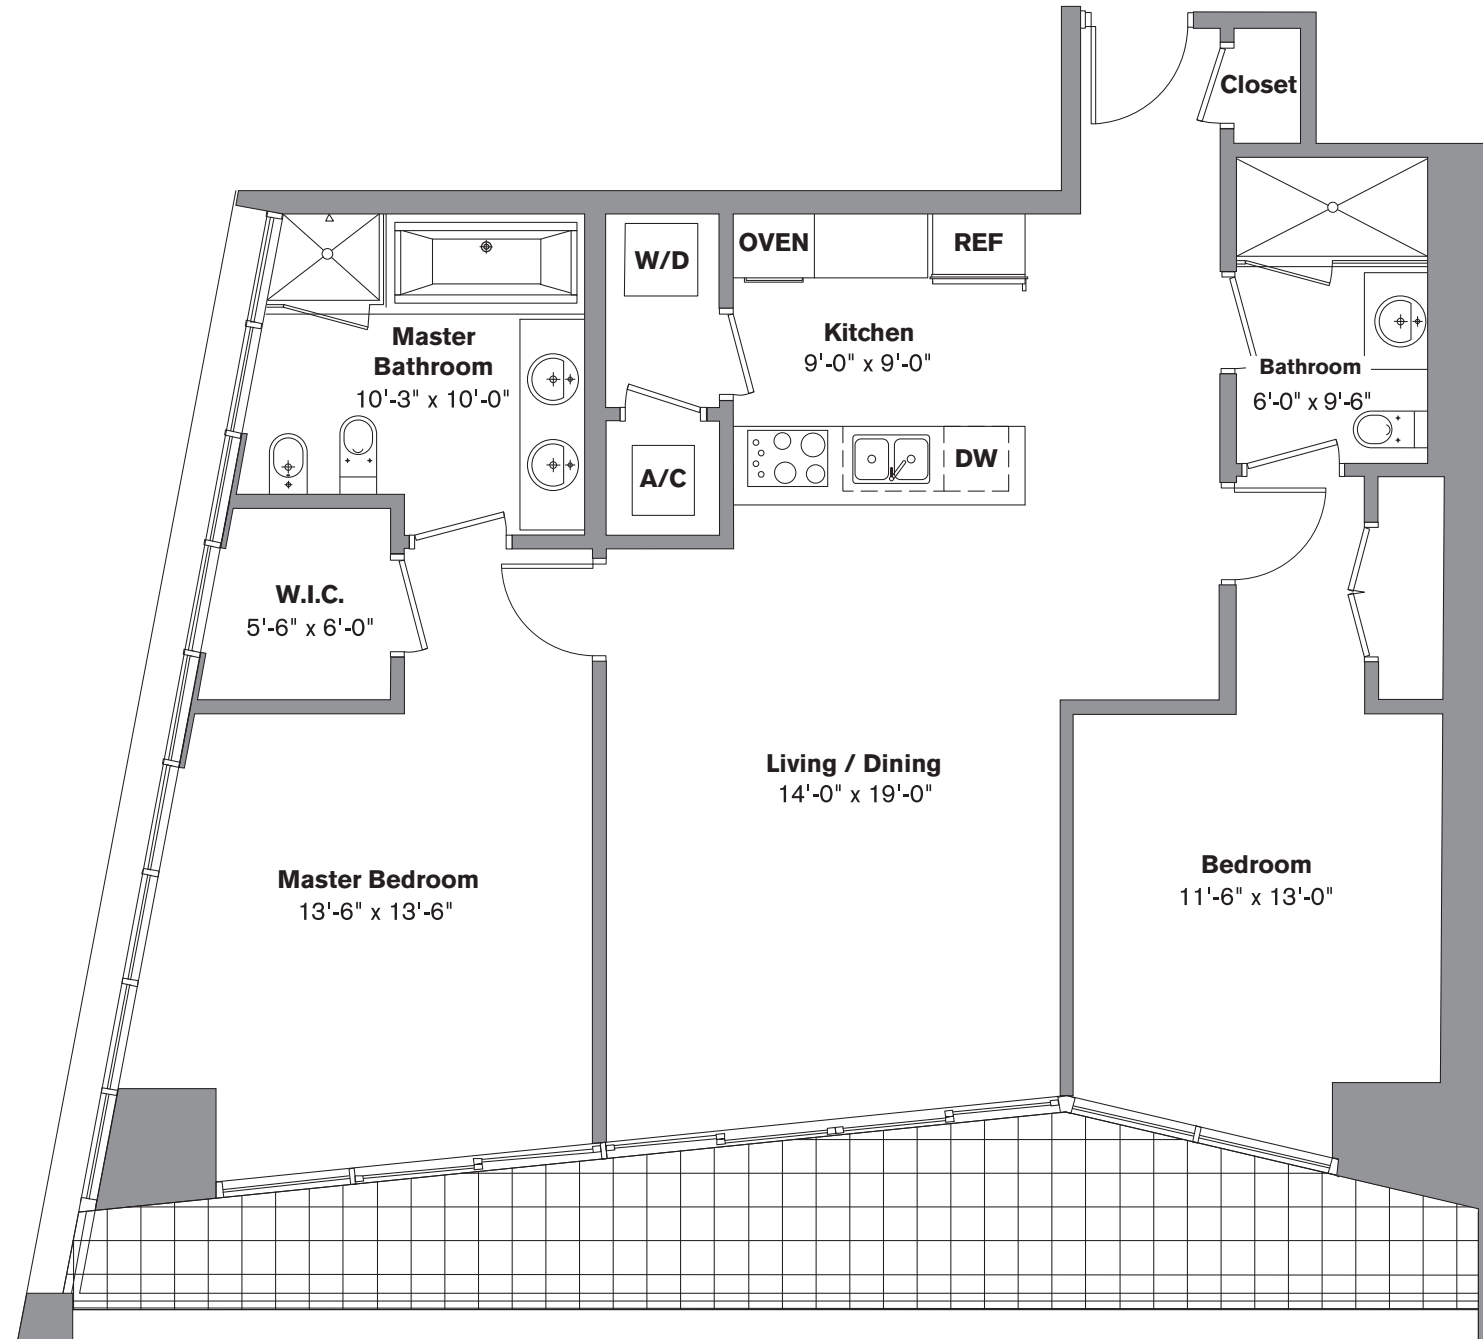 Closet
W/D
OVEN
REF
Master
Bathroom
10'-3" x 10'-0"
Kitchen
9'-0" x 9'-0"
Bathroom
6'-0" x 9'-6"
A/C
DW
W.I.C.
5'-6" x 6'-0"
Living / Dining
14'-0" x 19'-0"
Master Bedroom
13'-6" x 13'-6"
Bedroom
11'-6" x 13'-0"